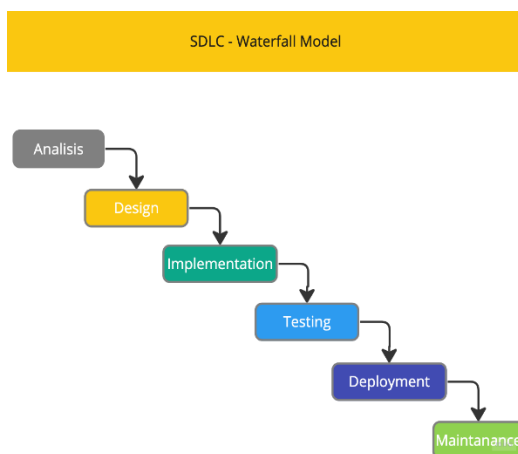 SDLC - Waterfall Model
Analisis
Design
Implementation
Testing
Deployment
Maintanance